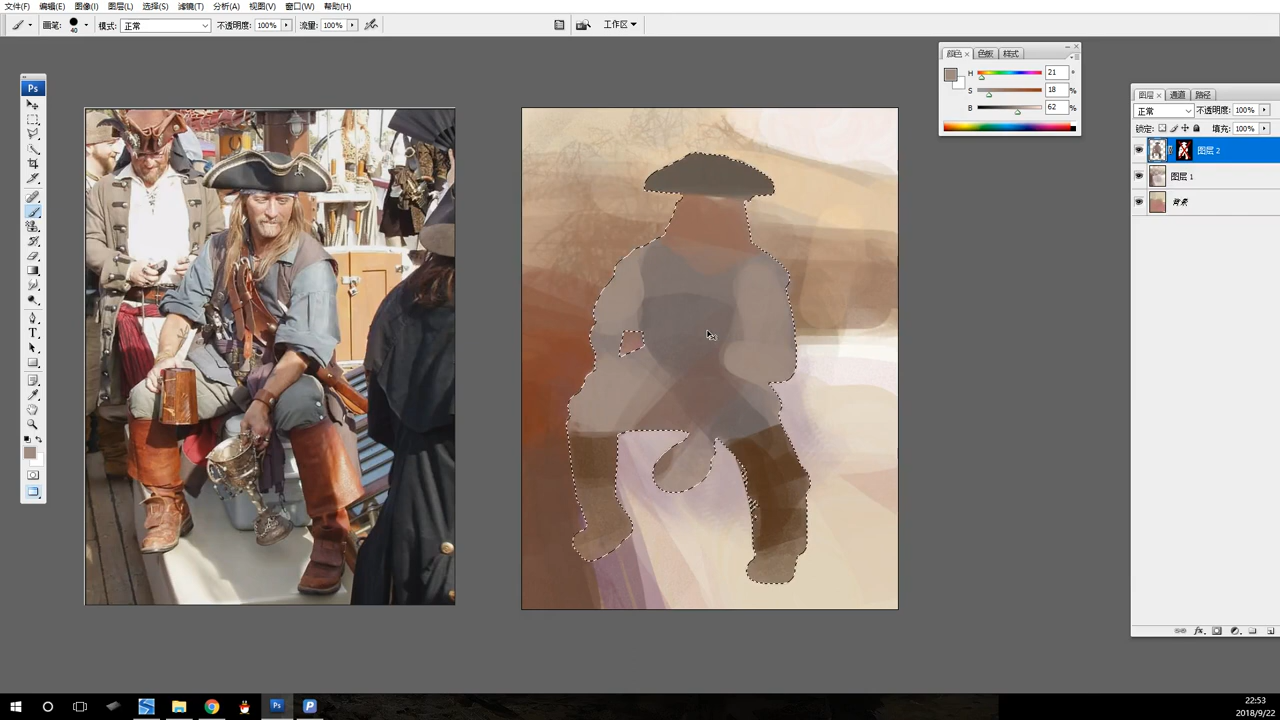 文件(F) 编辑(E) 图像(I) 图层(L) 选择(S) 滤镜(T) 分析(A) 视图(V) 窗口(W) 帮助(H)
画笔: 40 模式: 正常 不透明度: 100% 流量: 100% 工作区
颜色 × 色板 样式
H 21 °
S 18 %
B 62 %
Ps
图层 × 通道 路径
正常 不透明度: 100%
锁定: 填充: 100%
图层 2
图层 1
背景
T
Ps P
22:53
2018/9/22